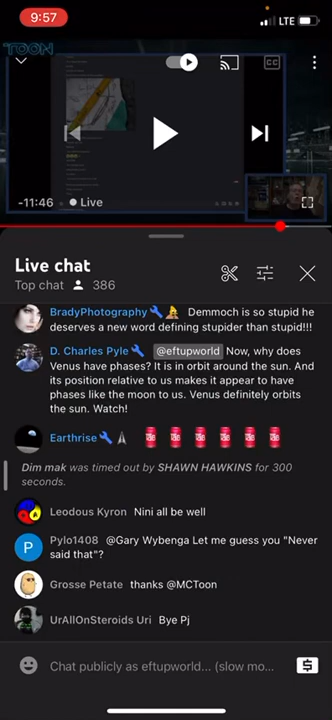 9:57
LTE
TOON
CC
-11:46
Live
Live chat
Top chat 386
BradyPhotography Demmoch is so stupid he
deserves a new word defining stupider than stupid!!!
D. Charles Pyle @eftupworld Now, why does
Venus have phases? It is in orbit around the sun. And
its position relative to us makes it appear to have
phases like the moon to us. Venus definitely orbits
the sun. Watch!
Earthrise
Dim mak was timed out by SHAWN HAWKINS for 300
seconds.
Leodous Kyron Nini all be well
P Pylo1408 @Gary Wybenga Let me guess you "Never
said that"?
Grosse Petate thanks @MCToon
UrAllOnSteroids Uri Bye Pj
Chat publicly as eftupworld... (slow mo...
$